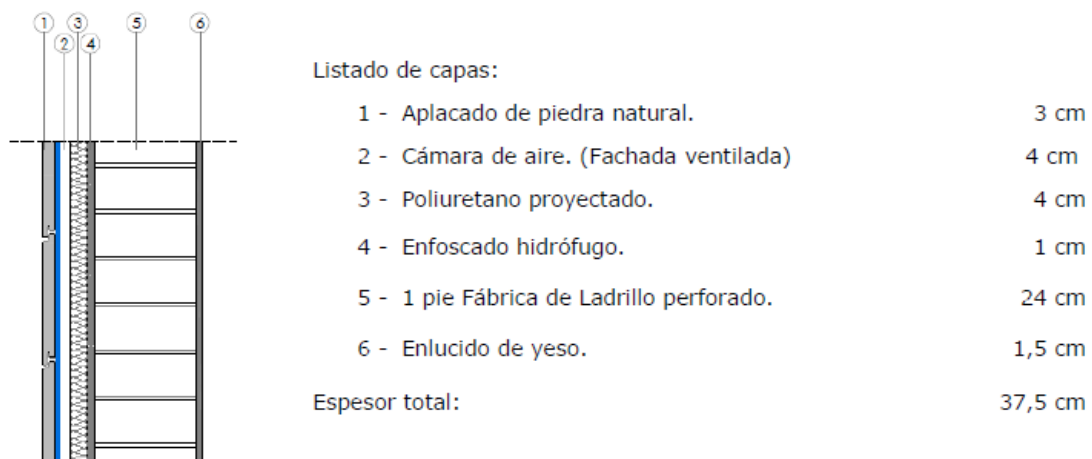 1 3 5 6
2 4
Listado de capas:
1 - Aplacado de piedra natural. 3 cm
2 - Cámara de aire. (Fachada ventilada) 4 cm
3 - Poliuretano proyectado. 4 cm
4 - Enfoscado hidrófugo. 1 cm
5 - 1 pie Fábrica de Ladrillo perforado. 24 cm
6 - Enlucido de yeso. 1,5 cm
Espesor total: 37,5 cm